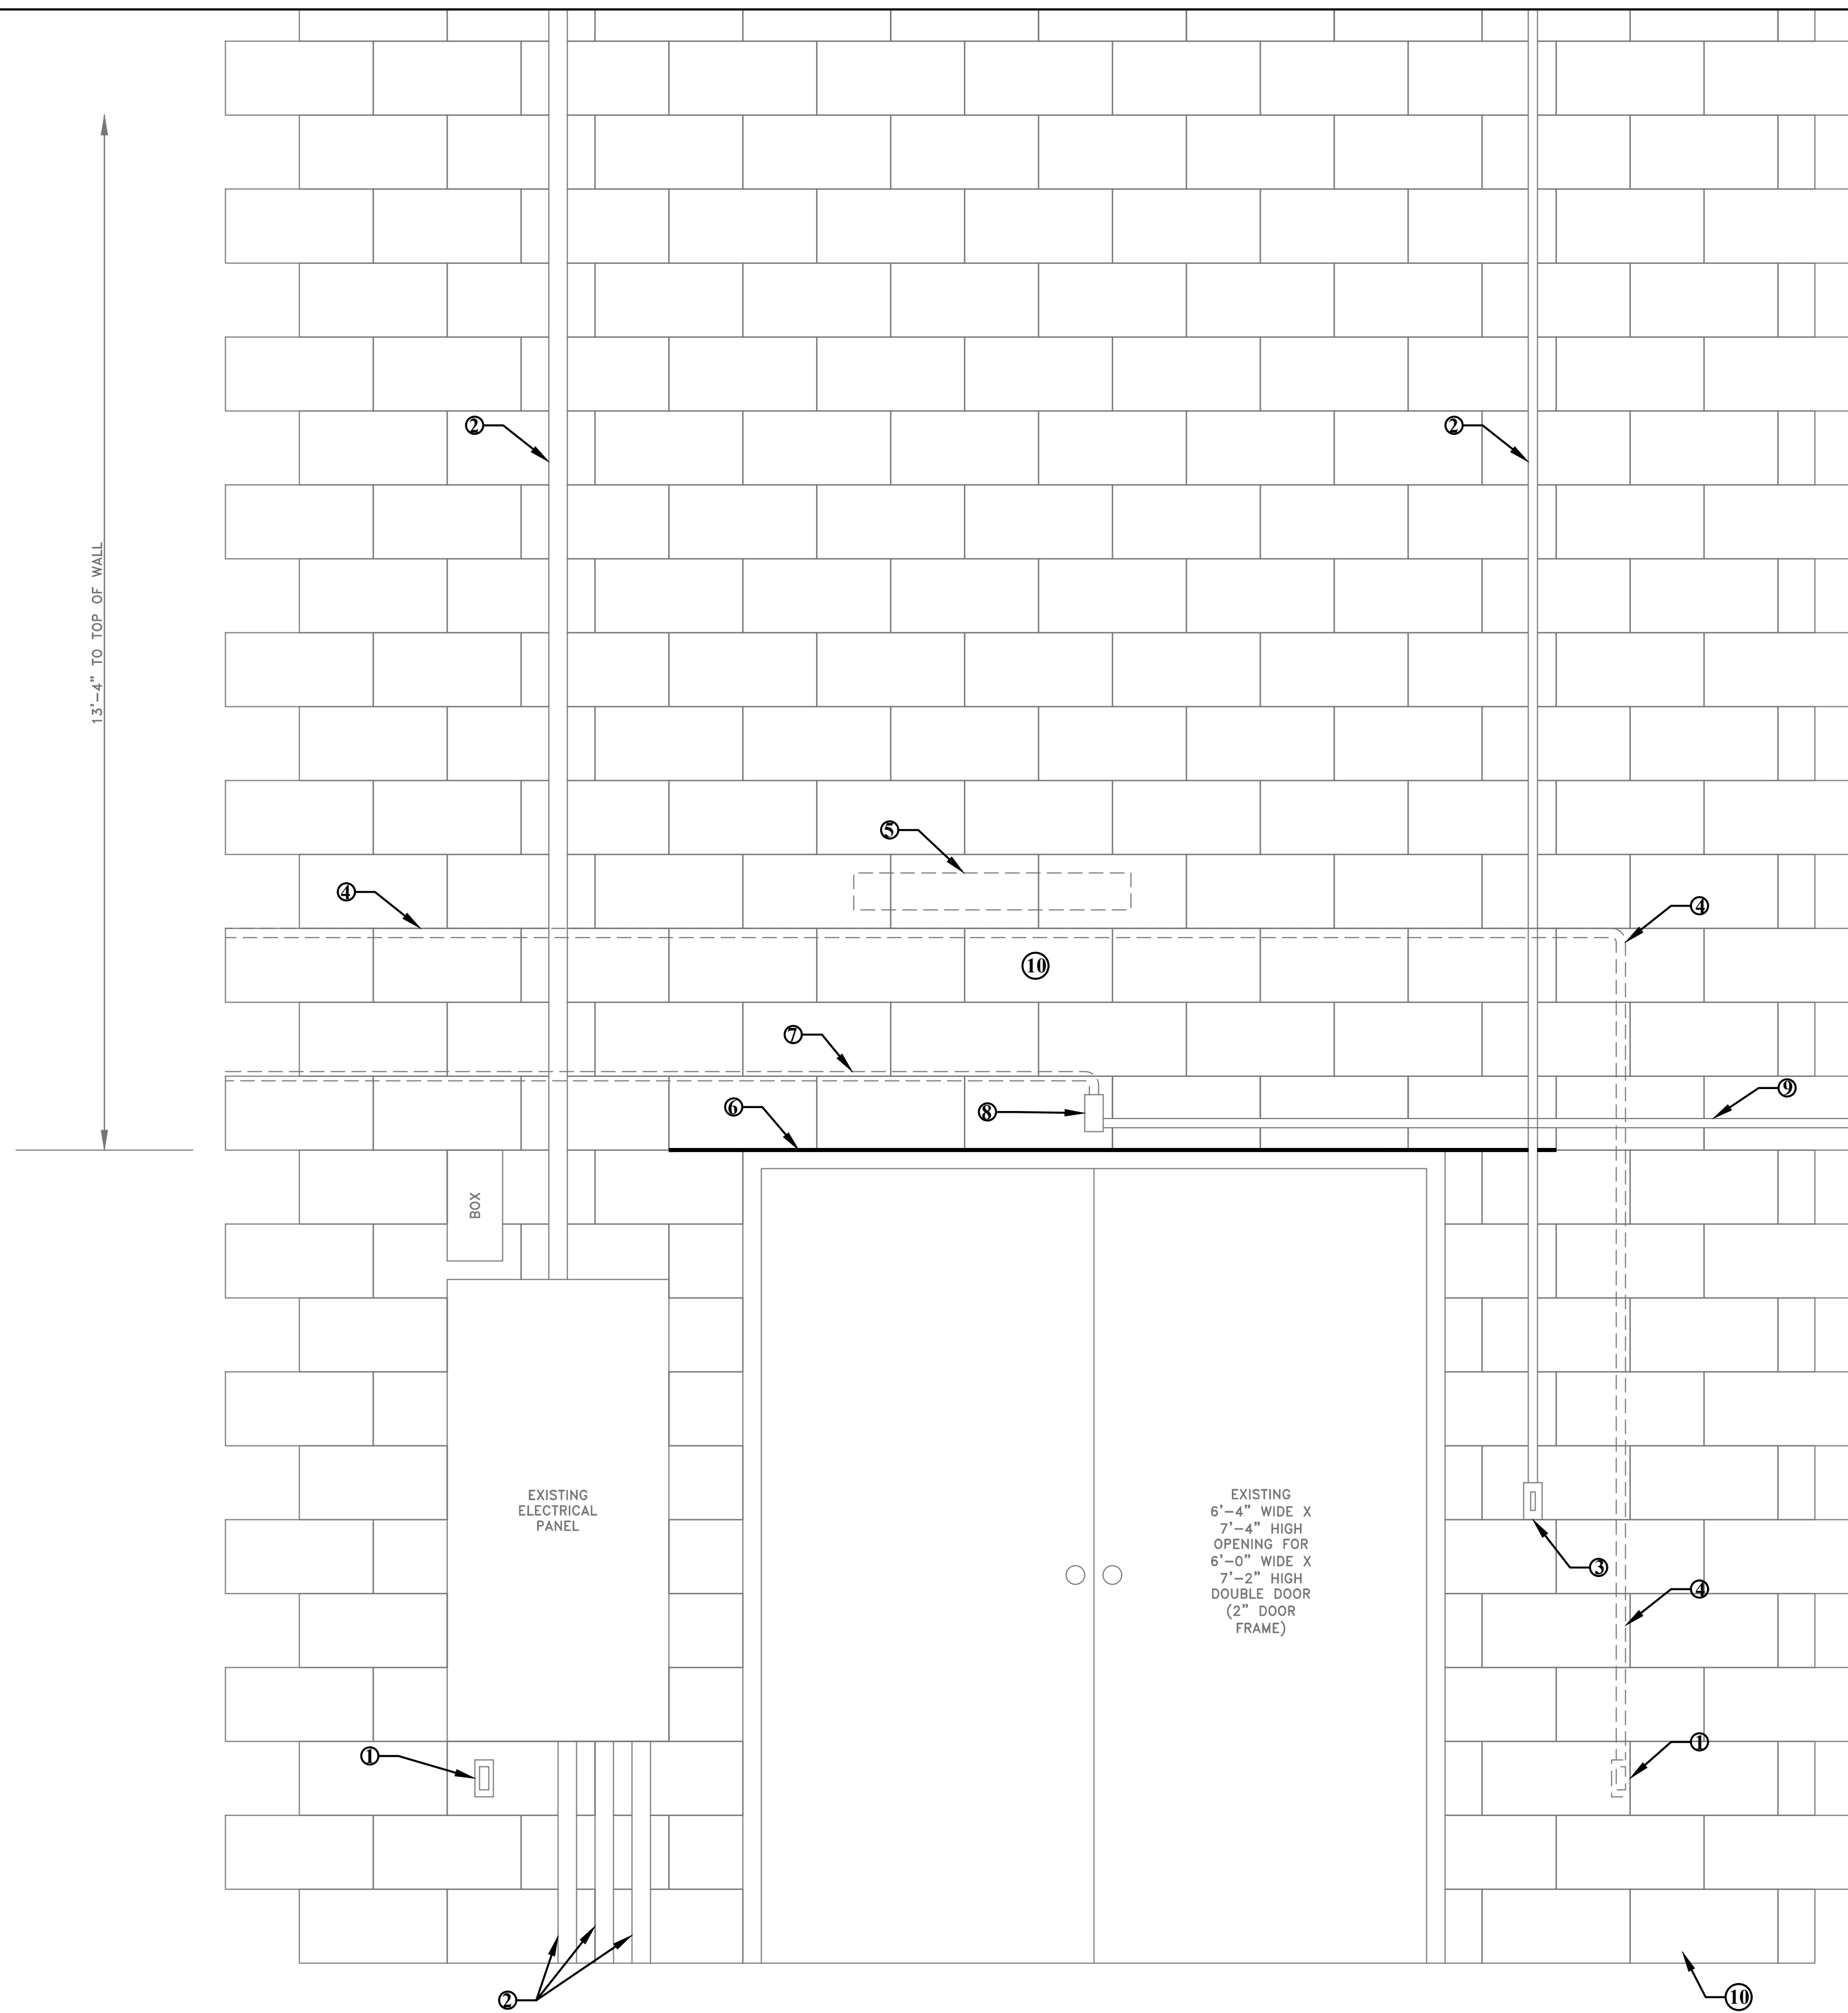 2
2
13'-4" TO TOP OF WALL
5
4
4
10
7
9
6
8
BOX
EXISTING
ELECTRICAL
PANEL
EXISTING
6'-4" WIDE X
7'-4" HIGH
OPENING FOR
6'-0" WIDE X
7'-2" HIGH
DOUBLE DOOR
(2" DOOR
FRAME)
3
4
1
1
2
10